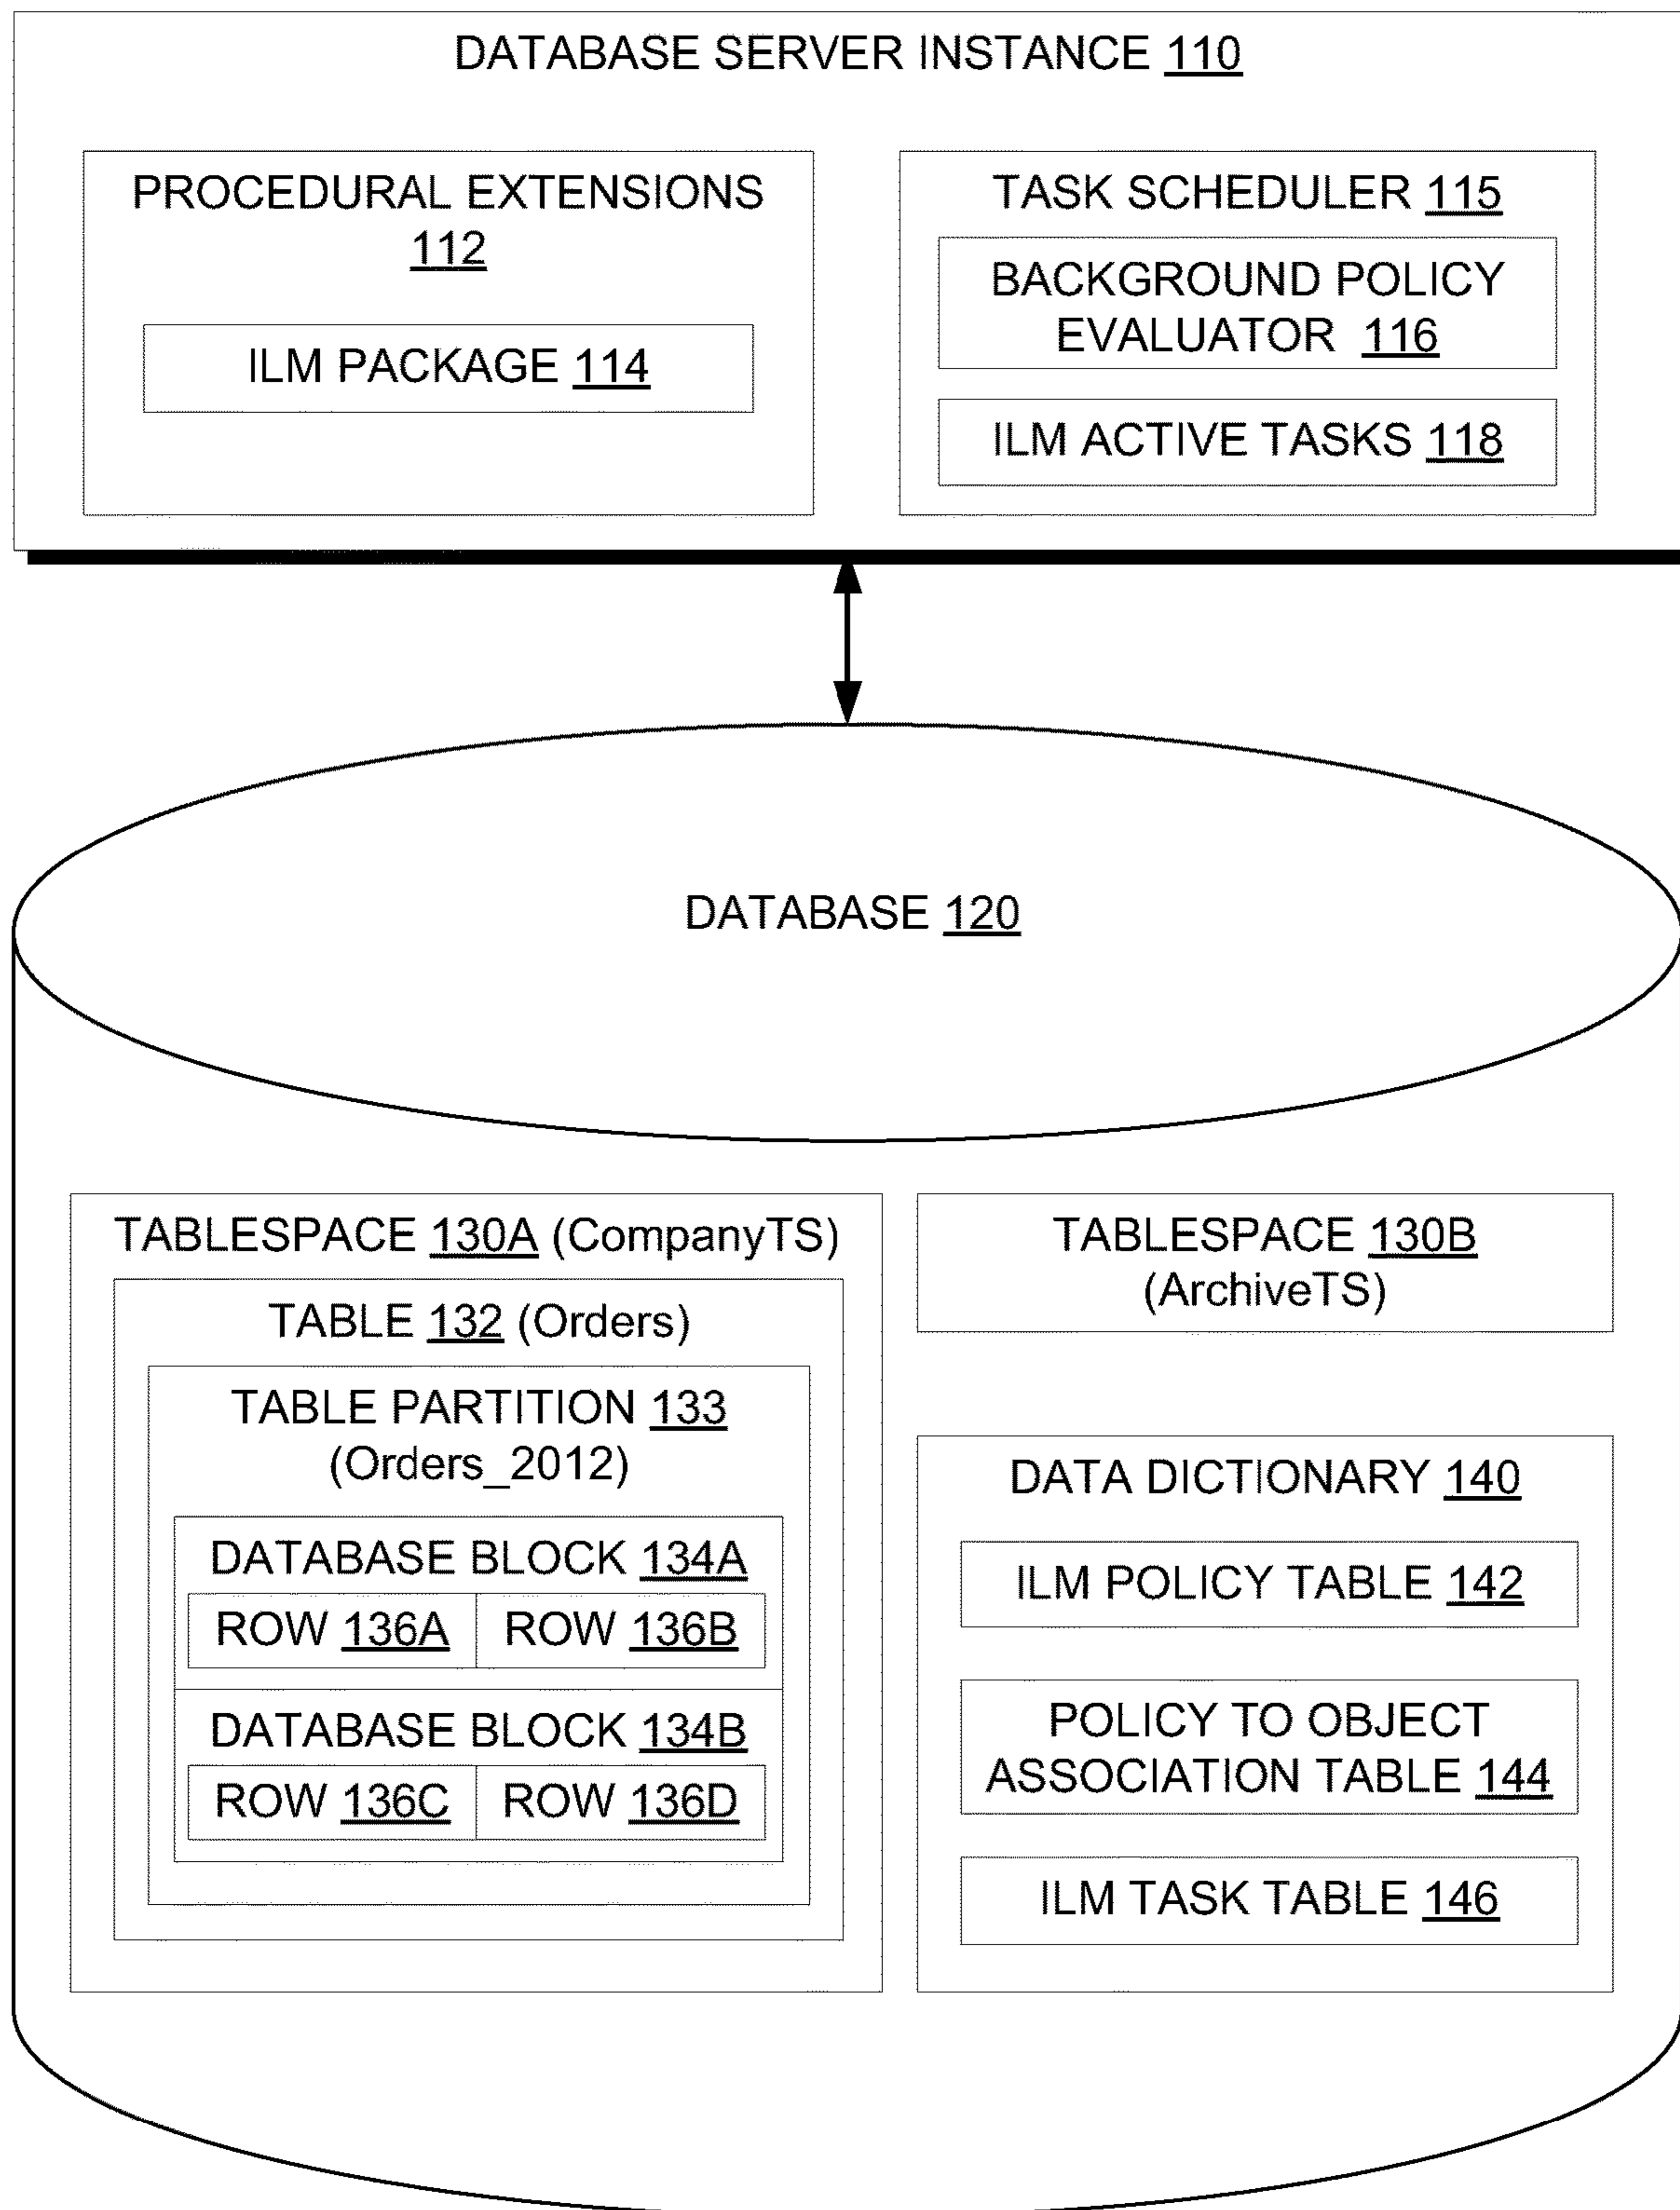 DATABASE SERVER INSTANCE 110
PROCEDURAL EXTENSIONS
112
ILM PACKAGE 114
TASK SCHEDULER 115
BACKGROUND POLICY
EVALUATOR 116
ILM ACTIVE TASKS 118
DATABASE 120
TABLESPACE 130A (CompanyTS)
TABLE 132 (Orders)
TABLE PARTITION 133
(Orders_2012)
DATABASE BLOCK 134A
ROW 136A ROW 136B
DATABASE BLOCK 134B
ROW 136C ROW 136D
TABLESPACE 130B
(ArchiveTS)
DATA DICTIONARY 140
ILM POLICY TABLE 142
POLICY TO OBJECT
ASSOCIATION TABLE 144
ILM TASK TABLE 146